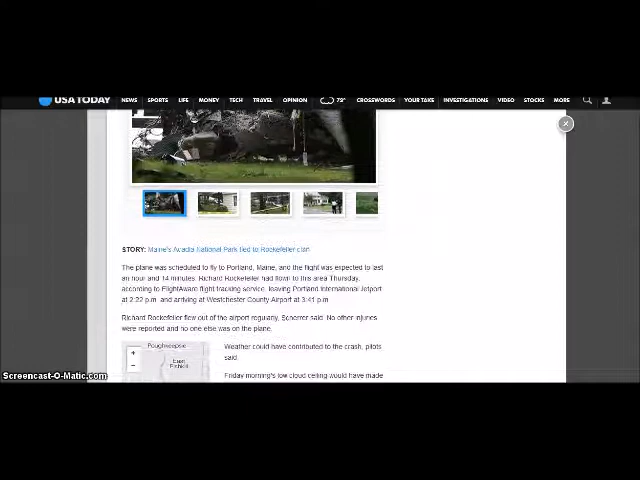 USA TODAY NEWS SPORTS LIFE MONEY TECH TRAVEL OPINION 79° CROSSWORDS YOUR TAKE INVESTIGATIONS VIDEO STOCKS MORE
STORY: Maine's Acadia National Park tied to Rockefeller clan
The plane was scheduled to fly to Portland, Maine, and the flight was expected to last
an hour and 14 minutes. Richard Rockefeller had flown to this area Thursday,
according to FlightAware flight tracking service, leaving Portland International Jetport
at 2:22 p.m. and arriving at Westchester County Airport at 3:41 p.m
Richard Rockefeller flew out of the airport regularly, Scherrer said. No other injuries
were reported and no one else was on the plane.
Poughkeepsie
East
Fishkill
Weather could have contributed to the crash, pilots
said.
Friday morning's low cloud ceiling would have made
Screencast-O-Matic.com